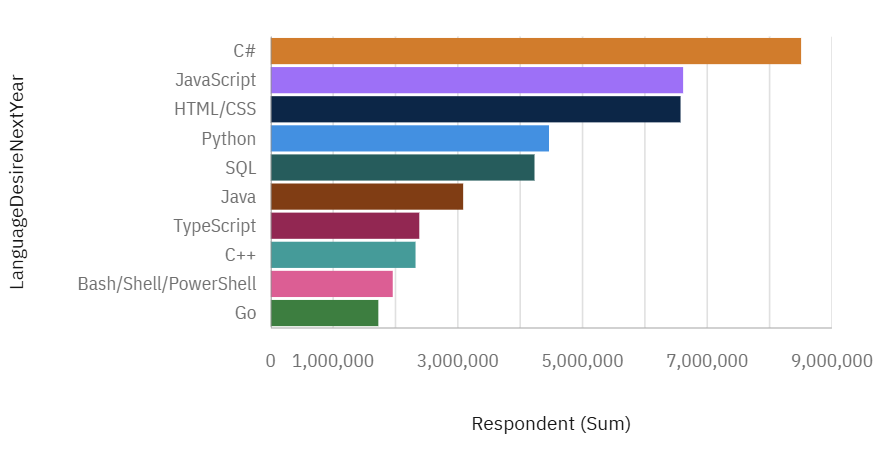 LanguageDesireNextYear
C#
JavaScript
HTML/CSS
Python
SQL
Java
TypeScript
C++
Bash/Shell/PowerShell
Go
0 1,000,000 3,000,000 5,000,000 7,000,000 9,000,000
Respondent (Sum)